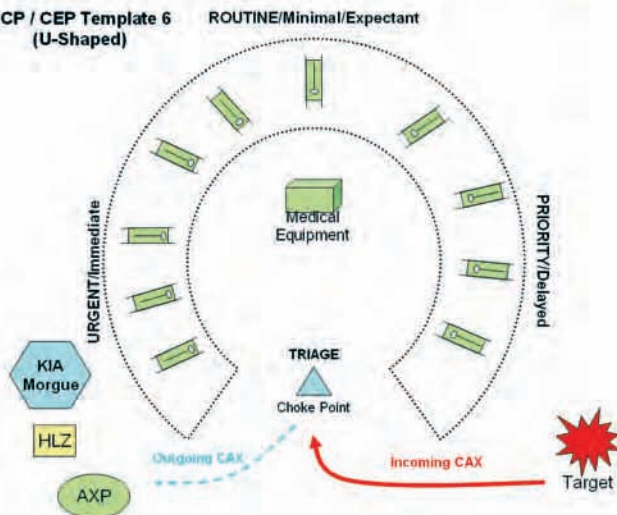 CP / CEP Template 6
(U-Shaped)
ROUTINE/Minimal/Expectant
URGENT/Immediate
Medical
Equipment
PRIORITY/Delayed
TRIAGE
Choke Point
KIA
Morgue
HLZ
AXP
Outgoing CAX
Incoming CAX
Target